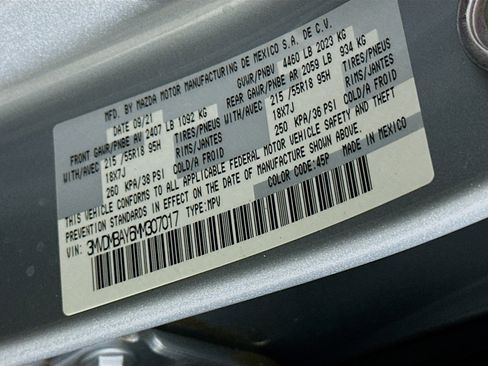 MFD. BY MAZDA MOTOR MANUFACTURING DE MEXICO S.A. DE C.V.
DATE 09/21 GVWR/PNBV 4460 LB 2023 KG
FRONT GAWR/PNBE AV 2407 LB 1092 KG REAR GAWR/PNBE AR 2059 LB 934 KG
WITH/AVEC 215 /55R18 95H TIRES/PNEUS WITH/AVEC 215 /55R18 95H TIRES/PNEUS
18X7J RIMS/JANTES 18X7J RIMS/JANTES
260 KPA/38 PSI COLD/A FROID 250 KPA/36 PSI COLD/A FROID
THIS VEHICLE CONFORMS TO ALL APPLICABLE FEDERAL MOTOR VEHICLE SAFETY AND THEFT
PREVENTION STANDARDS IN EFFECT ON THE DATE OF MANUFACTURE SHOWN ABOVE.
MADE IN MEXICO
VIN: 3MVDMBAY6MM307017 TYPE:MPV COLOR CODE: 45P